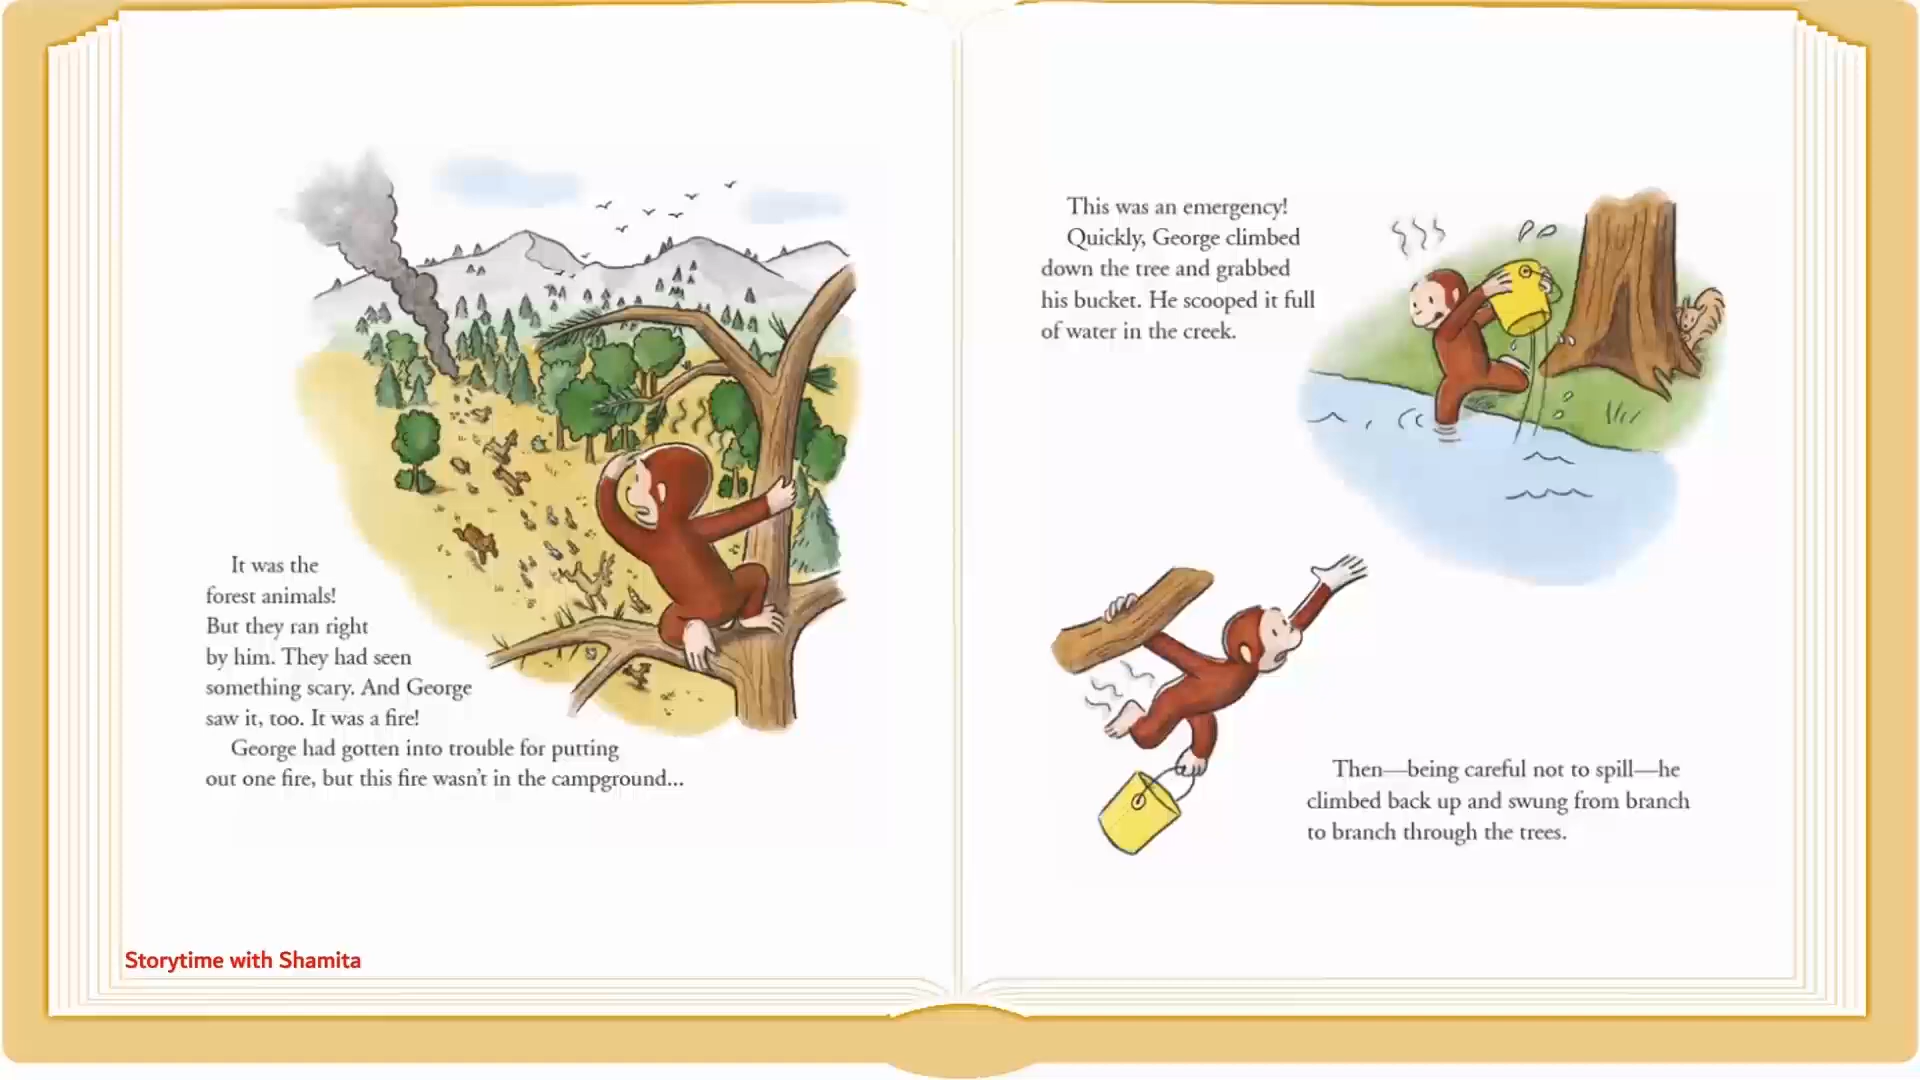 It was the
forest animals!
But they ran right
by him. They had seen
something scary. And George
saw it, too. It was a fire!
George had gotten into trouble for putting
out one fire, but this fire wasn't in the campground...
This was an emergency!
Quickly, George climbed
down the tree and grabbed
his bucket. He scooped it full
of water in the creek.
Then—being careful not to spill—he
climbed back up and swung from branch
to branch through the trees.
Storytime with Shamita